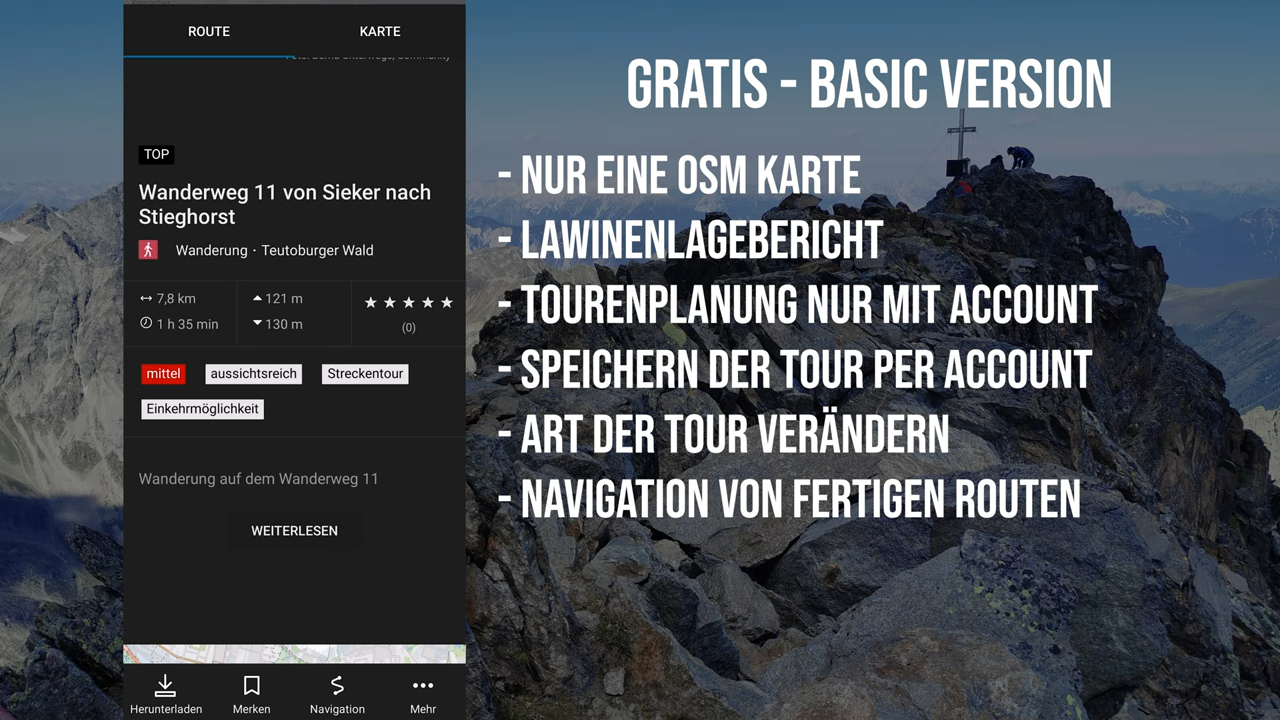 ROUTE KARTE
TOP
Wanderweg 11 von Sieker nach
Stieghorst
Wanderung · Teutoburger Wald
7,8 km
121 m
1 h 35 min
130 m
(0)
mittel
aussichtsreich
Streckentour
Einkehrmöglichkeit
Wanderung auf dem Wanderweg 11
WEITERLESEN
Herunterladen
Merken
Navigation
Mehr
GRATIS - BASIC VERSION
- NUR EINE OSM KARTE
- LAWINENLAGEBERICHT
- TOURENPLANUNG NUR MIT ACCOUNT
- SPEICHERN DER TOUR PER ACCOUNT
- ART DER TOUR VERÄNDERN
- NAVIGATION VON FERTIGEN ROUTEN